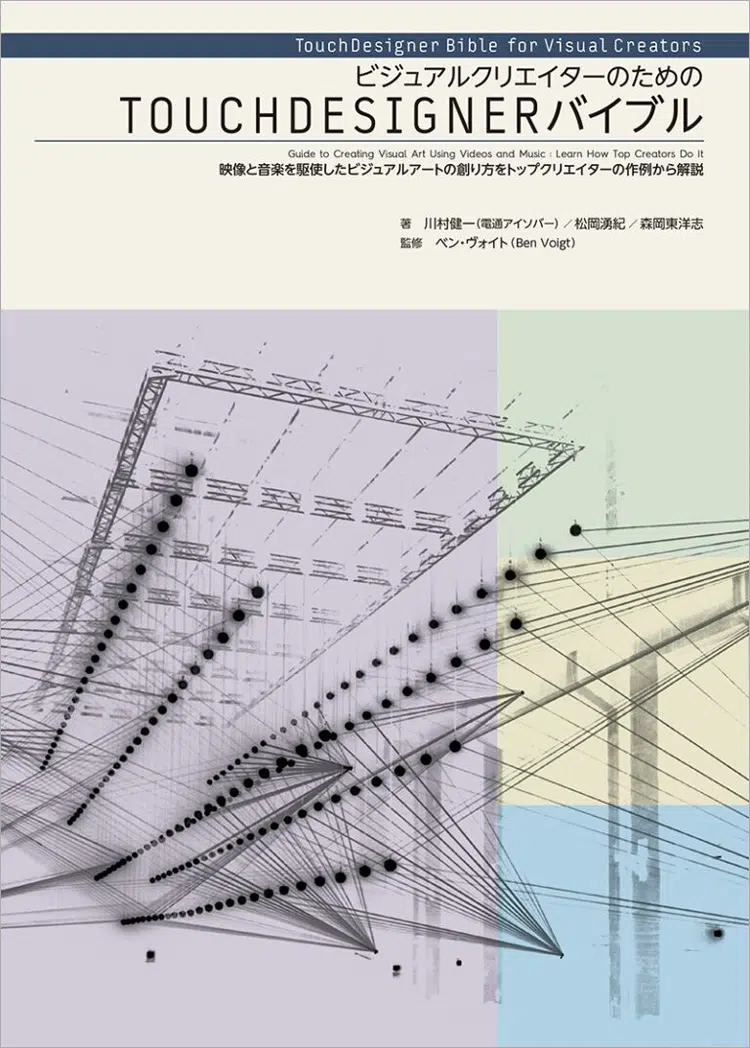 TouchDesigner Bible for Visual Creators
ビジュアルクリエイターのための
TOUCHDESIGNERバイブル
Guide to Creating Visual Art Using Videos and Music : Learn How Top Creators Do It
映像と音楽を駆使したビジュアルアートの創り方をトップクリエイターの作例から解説
著 川村健一(電通アイソバー)/松岡湧紀/森岡東洋志
監修 ベン・ヴォイト(Ben Voigt)